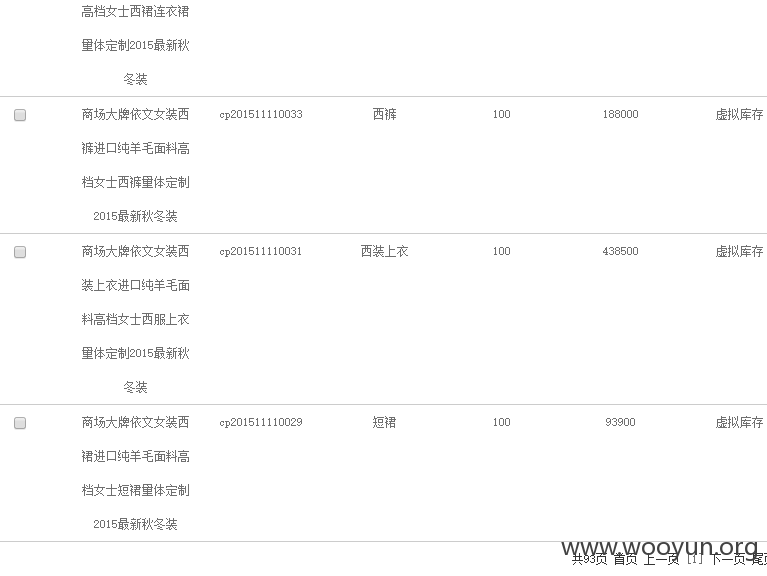 高档女士西裙连衣裙
量体定制2015最新秋
冬装
商场大牌依文女装西 cp201511110033 西裤 100 188000 虚拟库存
裤进口纯羊毛面料高
档女士西裤量体定制
2015最新秋冬装
商场大牌依文女装西 cp201511110031 西装上衣 100 438500 虚拟库存
装上衣进口纯羊毛面
料高档女士西服上衣
量体定制2015最新秋
冬装
商场大牌依文女装西 cp201511110029 短裙 100 93900 虚拟库存
裙进口纯羊毛面料高
档女士短裙量体定制
2015最新秋冬装
www.wooyun.org
共93页 首页 上一页 [1] 下一页 尾页